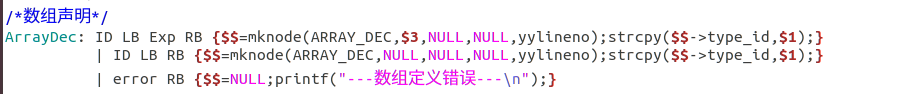 /*数组声明*/
ArrayDec: ID LB Exp RB {$$=mknode(ARRAY_DEC,$3,NULL,NULL,yylineno);strcpy($$->type_id,$1);}
| ID LB RB {$$=mknode(ARRAY_DEC,NULL,NULL,NULL,yylineno);strcpy($$->type_id,$1);}
| error RB {$$=NULL;printf("---数组定义错误---\n");}